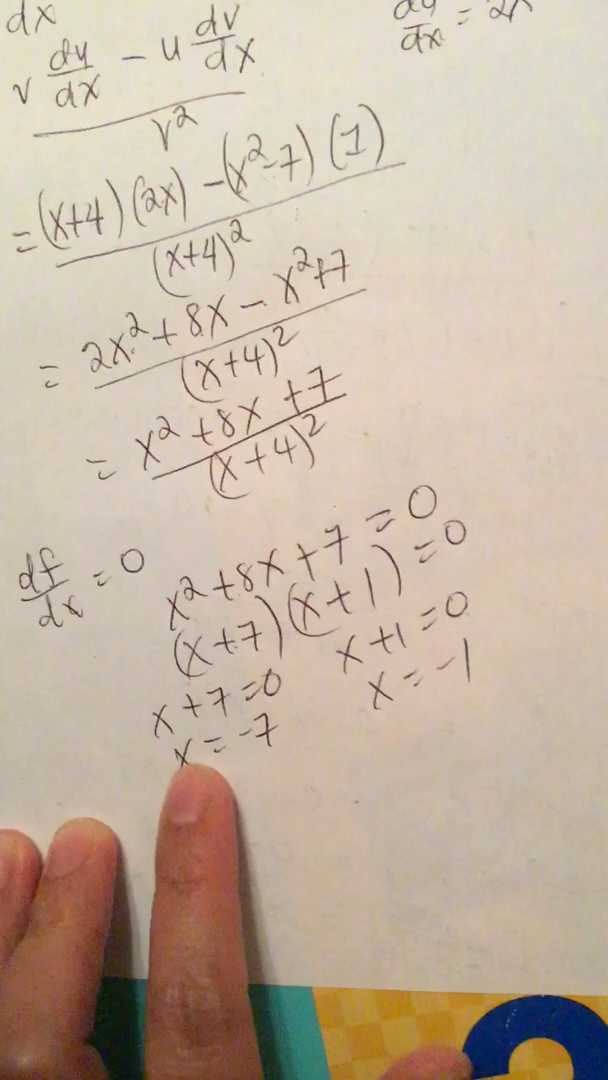 dx
dy/dx = 2x
v du/dx - u dv/dx
v²
= (x+4)(2x) - (x²-7)(1)
(x+4)²
= 2x² + 8x - x²+7
(x+4)²
= x² + 8x + 7
(x+4)²
df/dx = 0
x² + 8x + 7 = 0
(x+7)(x+1) = 0
x + 7 = 0 x + 1 = 0
x = -7 x = -1